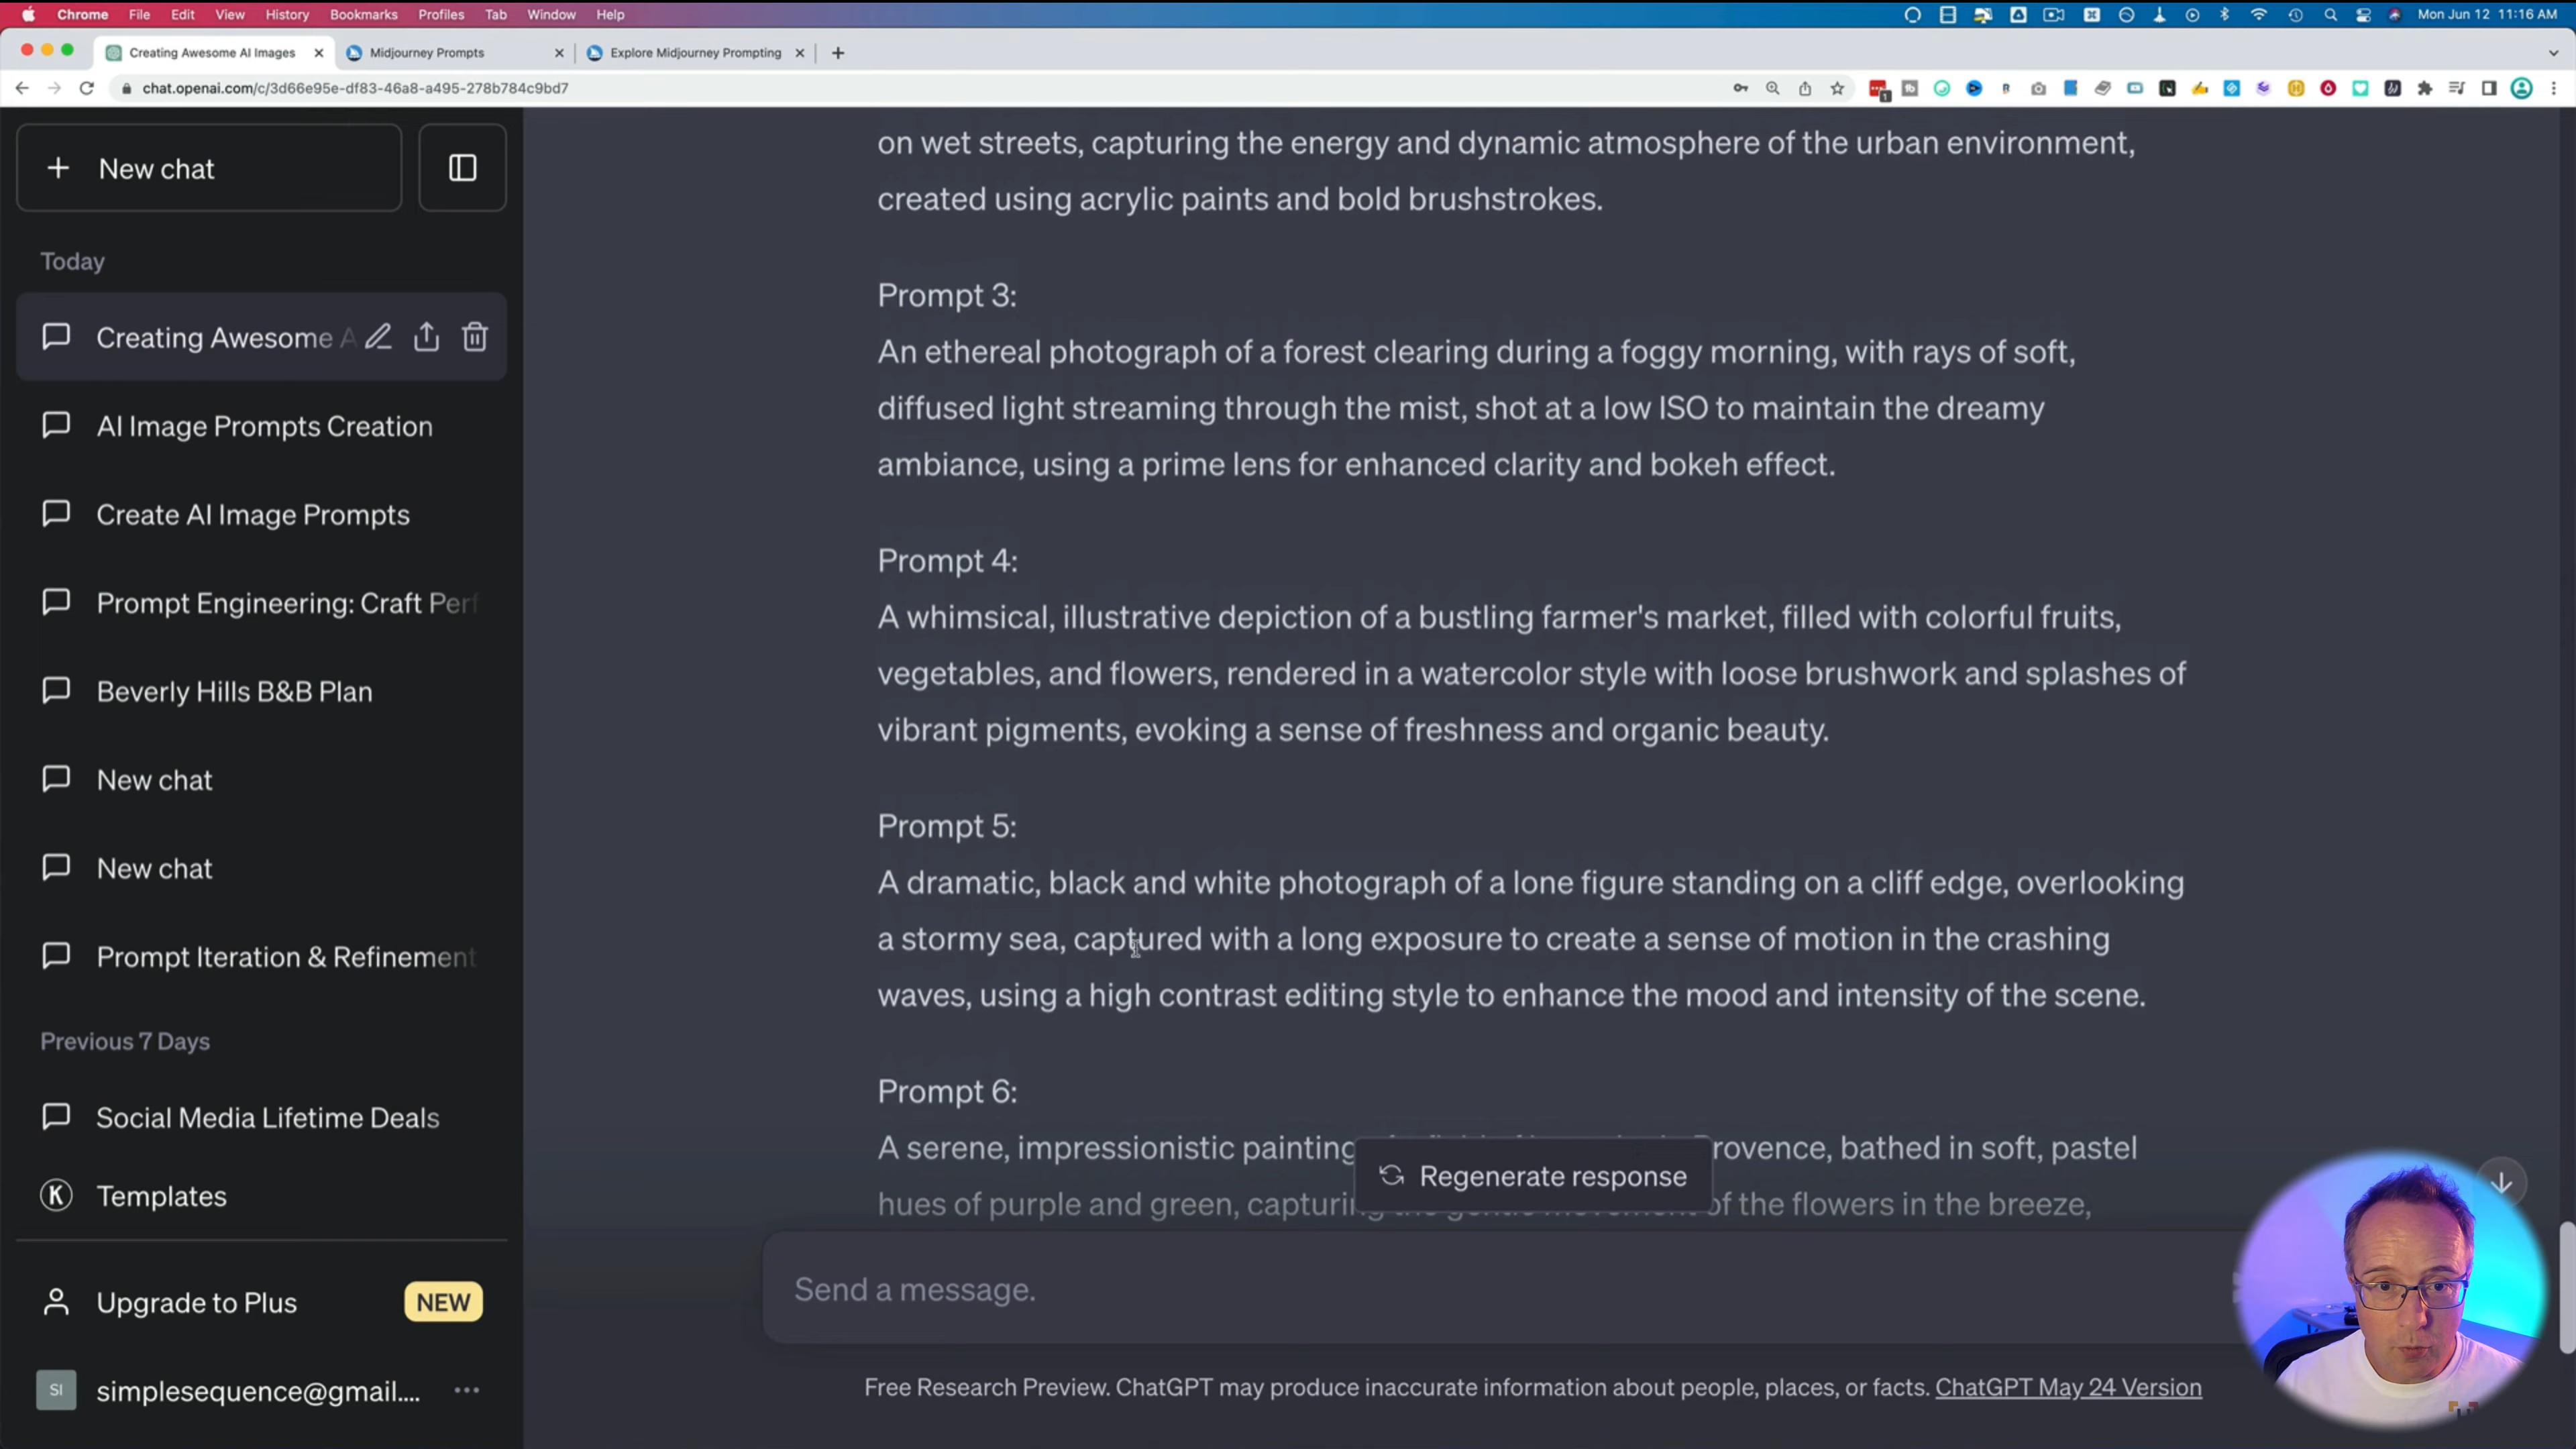 Chrome File Edit View History Bookmarks Profiles Tab Window Help Mon Jun 12 11:16 AM
Creating Awesome AI Images Midjourney Prompts Explore Midjourney Prompting
chat.openai.com/c/3d66e95e-df83-46a8-a495-278b784c9bd7
New chat
Today
Creating Awesome A
AI Image Prompts Creation
Create AI Image Prompts
Prompt Engineering: Craft Perf
Beverly Hills B&B Plan
New chat
New chat
Prompt Iteration & Refinement
Previous 7 Days
Social Media Lifetime Deals
K Templates
Upgrade to Plus NEW
SI simplesequence@gmail....
on wet streets, capturing the energy and dynamic atmosphere of the urban environment,
created using acrylic paints and bold brushstrokes.
Prompt 3:
An ethereal photograph of a forest clearing during a foggy morning, with rays of soft,
diffused light streaming through the mist, shot at a low ISO to maintain the dreamy
ambiance, using a prime lens for enhanced clarity and bokeh effect.
Prompt 4:
A whimsical, illustrative depiction of a bustling farmer's market, filled with colorful fruits,
vegetables, and flowers, rendered in a watercolor style with loose brushwork and splashes of
vibrant pigments, evoking a sense of freshness and organic beauty.
Prompt 5:
A dramatic, black and white photograph of a lone figure standing on a cliff edge, overlooking
a stormy sea, captured with a long exposure to create a sense of motion in the crashing
waves, using a high contrast editing style to enhance the mood and intensity of the scene.
Prompt 6:
A serene, impressionistic painting Provence, bathed in soft, pastel
hues of purple and green, capturing the gentle movement of the flowers in the breeze,
Regenerate response
Send a message.
Free Research Preview. ChatGPT may produce inaccurate information about people, places, or facts. ChatGPT May 24 Version